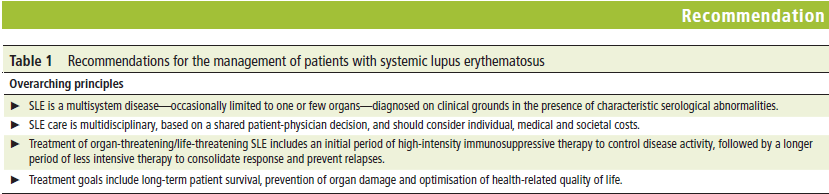 Recommendation
Table 1 Recommendations for the management of patients with systemic lupus erythematosus
Overarching principles
► SLE is a multisystem disease—occasionally limited to one or few organs—diagnosed on clinical grounds in the presence of characteristic serological abnormalities.
► SLE care is multidisciplinary, based on a shared patient-physician decision, and should consider individual, medical and societal costs.
► Treatment of organ-threatening/life-threatening SLE includes an initial period of high-intensity immunosuppressive therapy to control disease activity, followed by a longer
period of less intensive therapy to consolidate response and prevent relapses.
► Treatment goals include long-term patient survival, prevention of organ damage and optimisation of health-related quality of life.